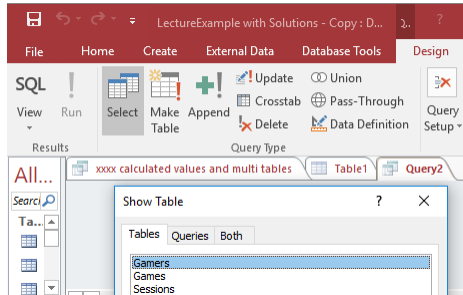 LectureExample with Solutions - Copy : D...
File Home Create External Data Database Tools Design
SQL View
Run
Results
Select
Make Table
Append
Update
Crosstab
Delete
Union
Pass-Through
Data Definition
Query Type
Query Setup
All...
xxxx calculated values and multi tables
Table1
Query2
Searcl
Ta...
Show Table ? ×
Tables Queries Both
Gamers
Games
Sessions